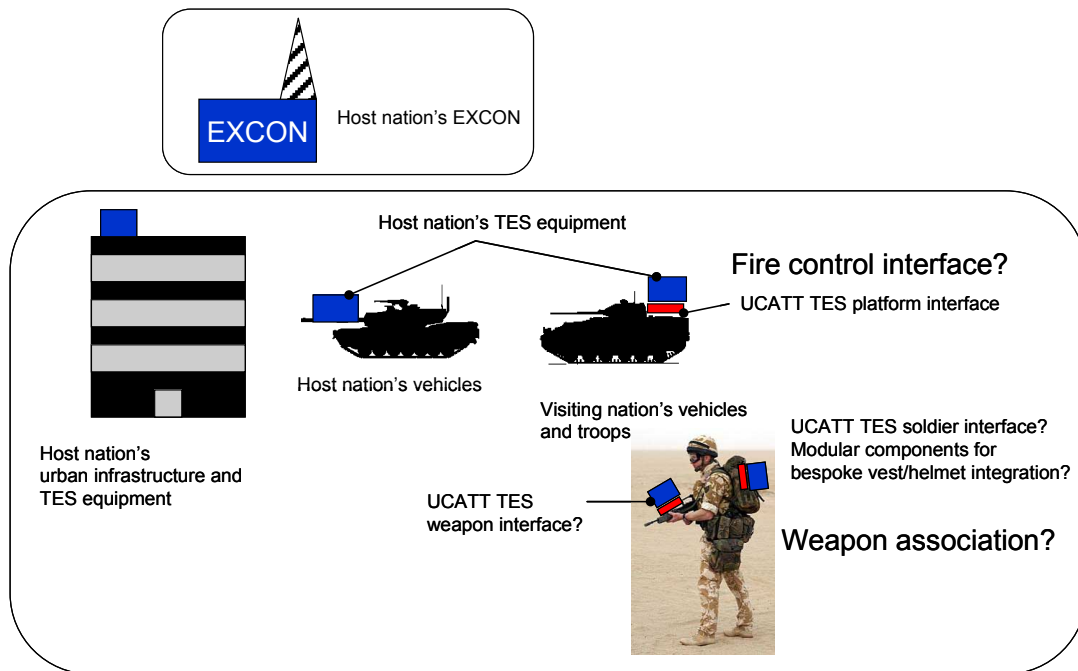 EXCON
Host nation's EXCON
Host nation's TES equipment
Fire control interface?
UCATT TES platform interface
Host nation's vehicles
Visiting nation's vehicles
and troops
Host nation's
urban infrastructure and
TES equipment
UCATT TES
weapon interface?
UCATT TES soldier interface?
Modular components for
bespoke vest/helmet integration?
Weapon association?